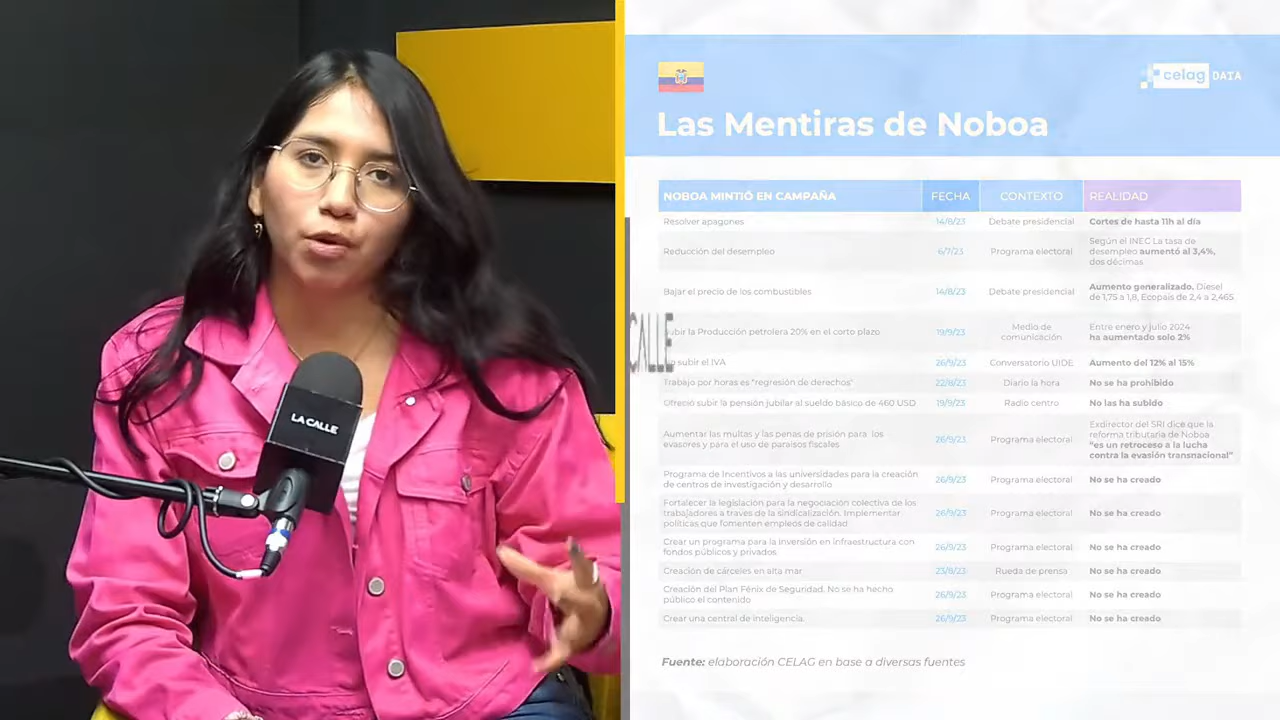 LA CALLE
CALLE
celag DATA
Las Mentiras de Noboa
NOBOA MINTIÓ EN CAMPAÑA FECHA CONTEXTO REALIDAD
Resolver apagones 14/8/23 Debate presidencial Cortes de hasta 11h al día
Reducción del desempleo 6/7/23 Programa electoral Según el INEC La tasa de
desempleo aumentó al 3,4%,
dos décimas
Bajar el precio de los combustibles 14/8/23 Debate presidencial Aumento generalizado. Diesel
de 1,75 a 1,8, Ecopais de 2,4 a 2,465
ubir la Producción petrolera 20% en el corto plazo 19/9/23 Medio de
comunicación Entre enero y julio 2024
ha aumentado solo 2%
subir el IVA 26/9/23 Conversatorio UIDE Aumento del 12% al 15%
Trabajo por horas es "regresión de derechos" 22/8/23 Diario la hora No se ha prohibido
Ofreció subir la pensión jubilar al sueldo básico de 460 USD 19/9/23 Radio centro No las ha subido
Aumentar las multas y las penas de prisión para los
evasores y para el uso de paraísos fiscales 26/9/23 Programa electoral Exdirector del SRI dice que la
reforma tributaria de Noboa
"es un retroceso a la lucha
contra la evasión transnacional"
Programa de Incentivos a las universidades para la creación
de centros de investigación y desarrollo 26/9/23 Programa electoral No se ha creado
Fortalecer la legislación para la negociación colectiva de los
trabajadores a traves de la sindicalización. Implementar
políticas que fomenten empleos de calidad 26/9/23 Programa electoral No se ha creado
Crear un programa para la inversión en infraestructura con
fondos públicos y privados 26/9/23 Programa electoral No se ha creado
Creación de cárceles en alta mar 23/8/23 Rueda de prensa No se ha creado
Creación del Plan Fénix de Seguridad. No se ha hecho
público el contenido 26/9/23 Programa electoral No se ha creado
Crear una central de inteligencia. 26/9/23 Programa electoral No se ha creado
Fuente: elaboración CELAG en base a diversas fuentes